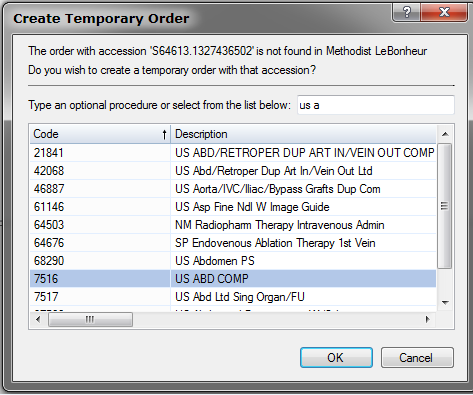 Create Temporary Order
The order with accession 'S64613.1327436502' is not found in Methodist LeBonheur
Do you wish to create a temporary order with that accession?
Type an optional procedure or select from the list below: us a
Code Description
21841 US ABD/RETROPER DUP ART IN/VEIN OUT COMP
42068 US Abd/Retroper Dup Art In/Vein Out Ltd
46887 US Aorta/IVC/Iliac/Bypass Grafts Dup Com
61146 US Asp Fine Ndl W Image Guide
64503 NM Radiopharm Therapy Intravenous Admin
64676 SP Endovenous Ablation Therapy 1st Vein
68290 US Abdomen PS
7516 US ABD COMP
7517 US Abd Ltd Sing Organ/FU
OK Cancel